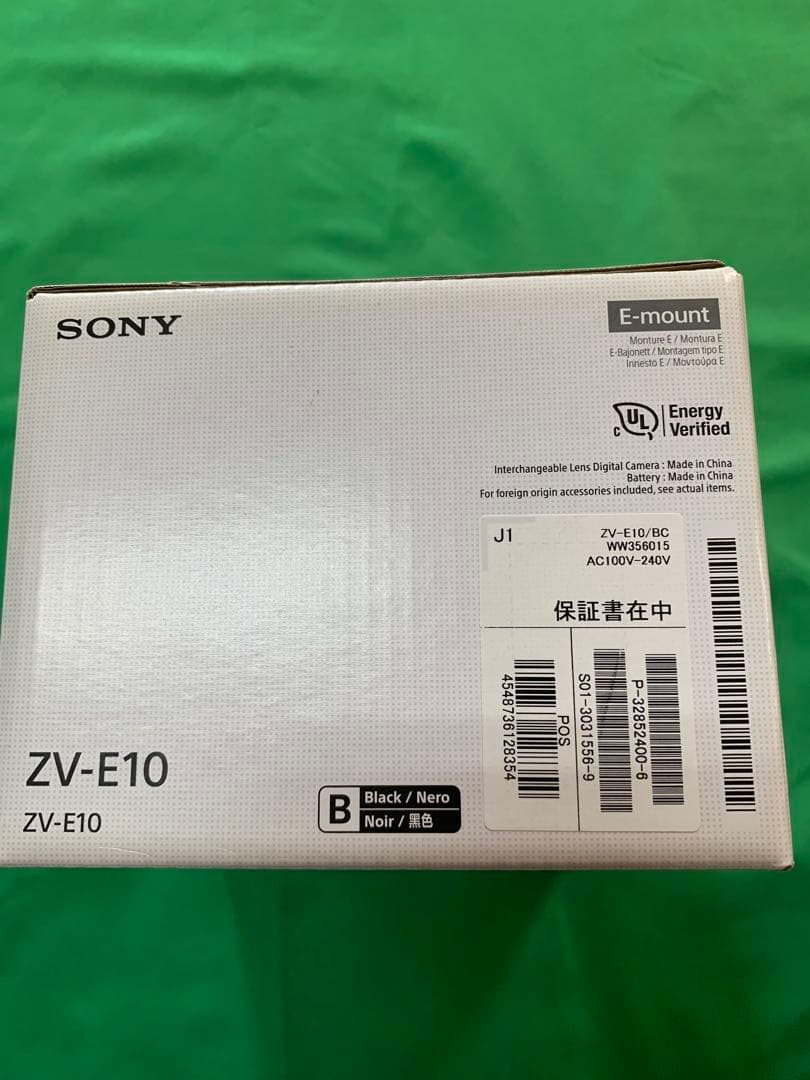 SONY
E-mount
Monture E / Montura E
E-Bajonett / Montagem tipo E
Innesto E / Μοντούρα E
c UL Energy
Verified
Interchangeable Lens Digital Camera : Made in China
Battery : Made in China
For foreign origin accessories included, see actual items.
J1
ZV-E10/BC
WW356015
AC100V-240V
保証書在中
4548736128354
POS
S01-3031556-9
P-32852400-6
ZV-E10
ZV-E10
B
Black / Nero
Noir / 黑色